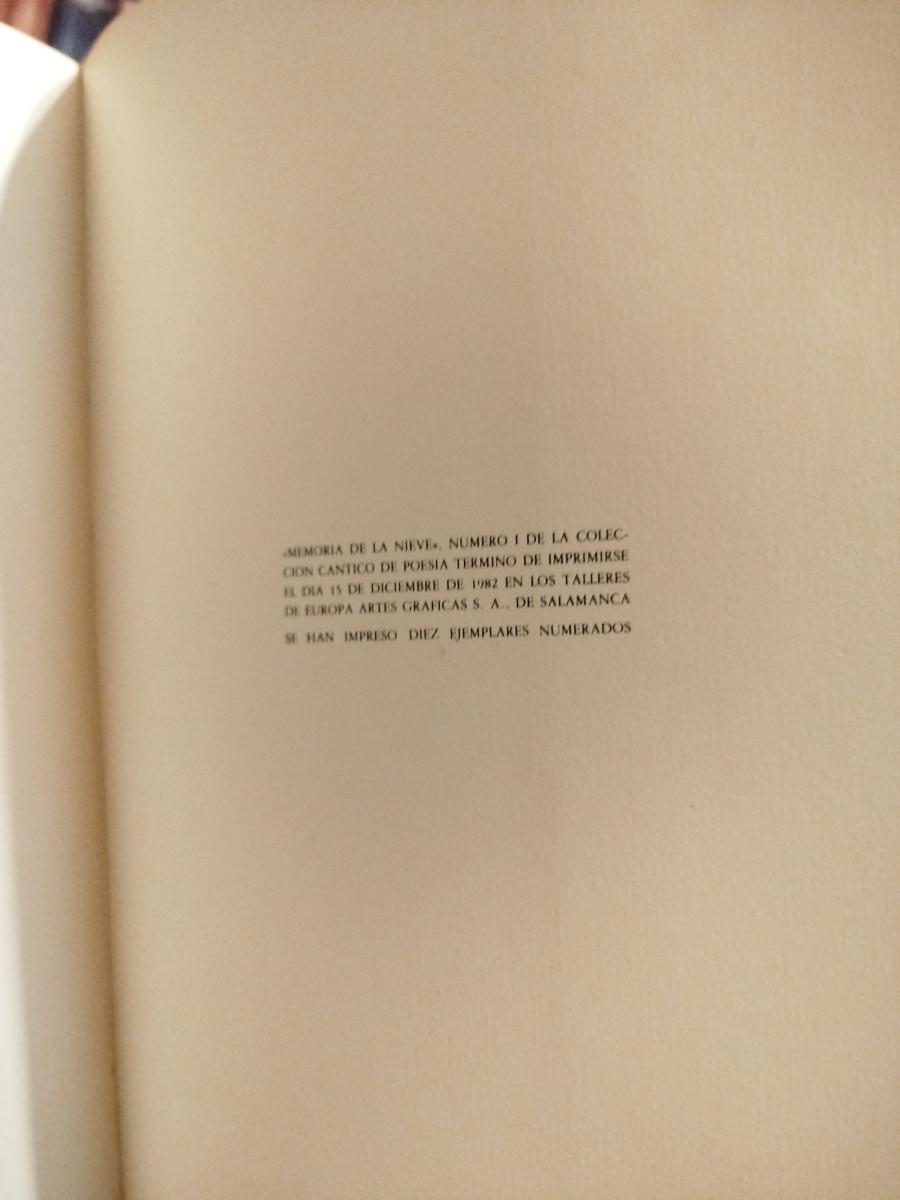 «MEMORIA DE LA NIEVE», NUMERO 1 DE LA COLEC-
CION CANTICO DE POESIA TERMINO DE IMPRIMIRSE
EL DIA 15 DE DICIEMBRE DE 1982 EN LOS TALLERES
DE EUROPA ARTES GRAFICAS S. A., DE SALAMANCA
SE HAN IMPRESO DIEZ EJEMPLARES NUMERADOS